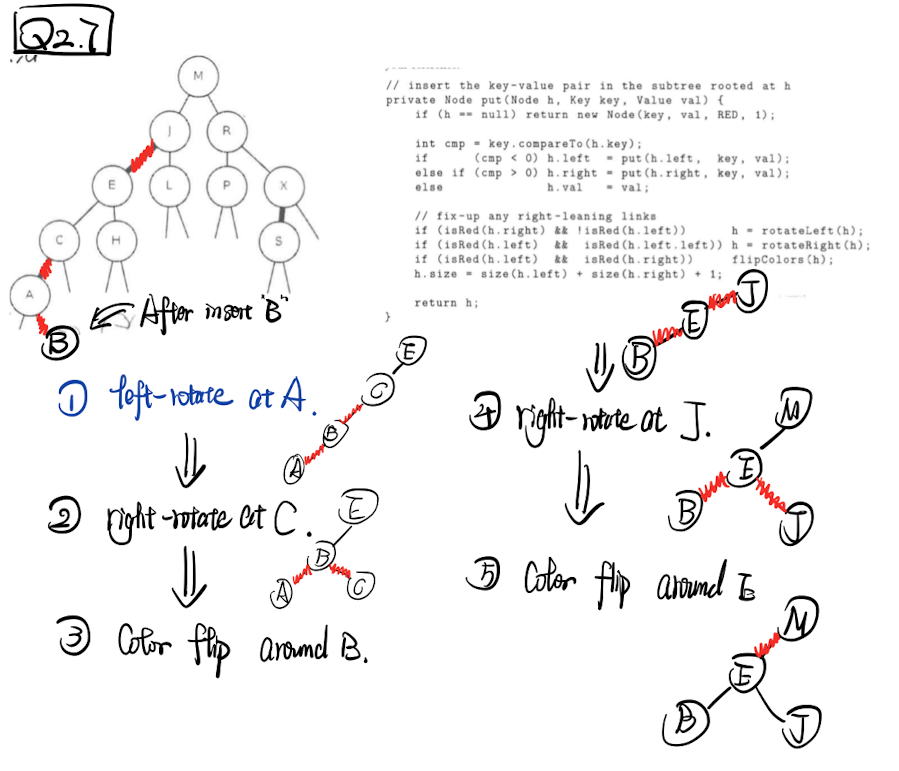 Q2.7
M
J
R
E
L
P
X
C
H
S
A
B
After insert "B"
// insert the key-value pair in the subtree rooted at h
private Node put(Node h, Key key, Value val) {
if (h == null) return new Node(key, val, RED, 1);
int cmp = key.compareTo(h.key);
if (cmp < 0) h.left = put(h.left, key, val);
else if (cmp > 0) h.right = put(h.right, key, val);
else h.val = val;
// fix-up any right-leaning links
if (isRed(h.right) && !isRed(h.left)) h = rotateLeft(h);
if (isRed(h.left) && isRed(h.left.left)) h = rotateRight(h);
if (isRed(h.left) && isRed(h.right)) flipColors(h);
h.size = size(h.left) + size(h.right) + 1;
return h;
}
① left-rotate at A.
E
C
B
A
② right-rotate at C.
E
B
A
C
③ Color flip around B.
J
E
B
④ right-rotate at J.
M
E
B
J
⑤ Color flip around E
M
E
B
J